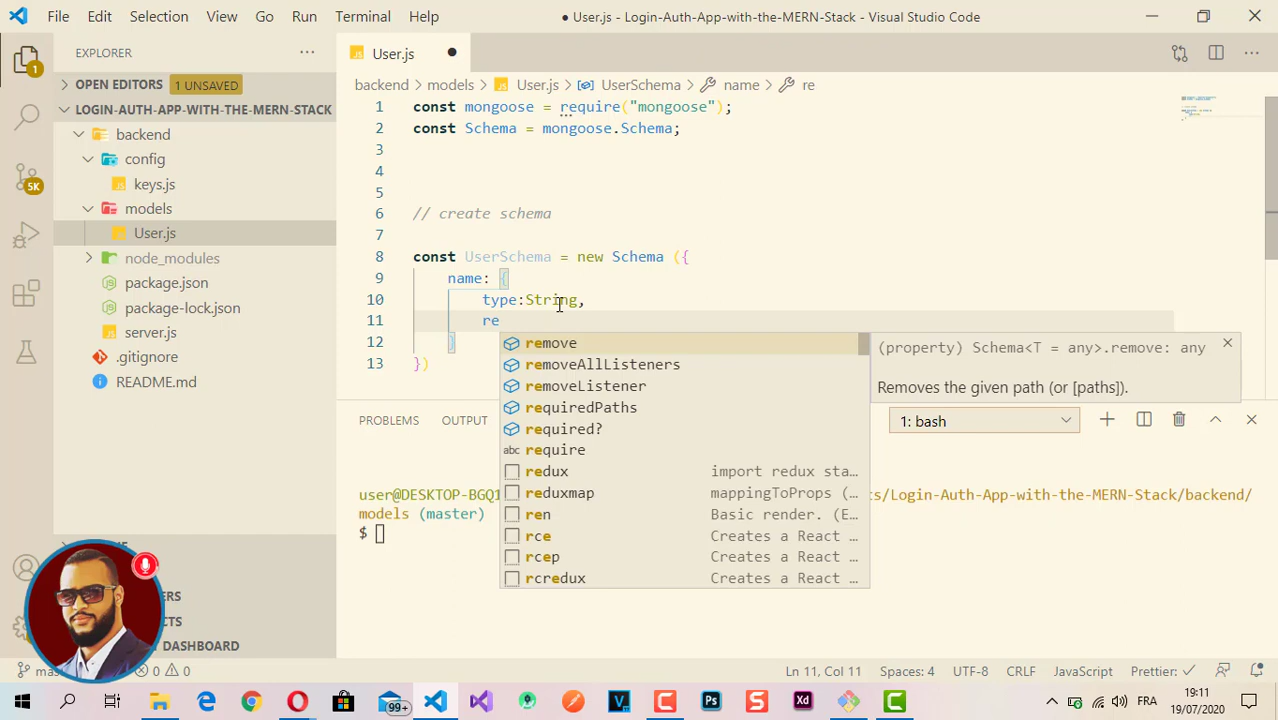 File Edit Selection View Go Run Terminal Help
● User.js - Login-Auth-App-with-the-MERN-Stack - Visual Studio Code
EXPLORER
OPEN EDITORS 1 UNSAVED
LOGIN-AUTH-APP-WITH-THE-MERN-STACK
backend
config
keys.js
models
User.js
node_modules
package.json
package-lock.json
server.js
.gitignore
README.md
1
5K
User.js ●
backend > models > User.js > UserSchema > name > re
1 const mongoose = require("mongoose");
2 const Schema = mongoose.Schema;
3
4
5
6 // create schema
7
8 const UserSchema = new Schema ({
9 name: {
10 type:String,
11 re
12 }
13 })
remove
removeAllListeners
removeListener
requiredPaths
required?
abc require
redux import redux sta…
reduxmap mappingToProps (…
ren Basic render. (E…
rce Creates a React …
rcep Creates a React …
rcredux Creates a React …
(property) Schema<T = any>.remove: any
Removes the given path (or [paths]).
PROBLEMS OUTPUT
1: bash
user@DESKTOP-BGQ1
s/Login-Auth-App-with-the-MERN-Stack/backend/
models (master)
$
DASHBOARD
0 0
Ln 11, Col 11 Spaces: 4 UTF-8 CRLF JavaScript Prettier: ✓
99+
Ps
S
Xd
C
FRA
19:11
19/07/2020